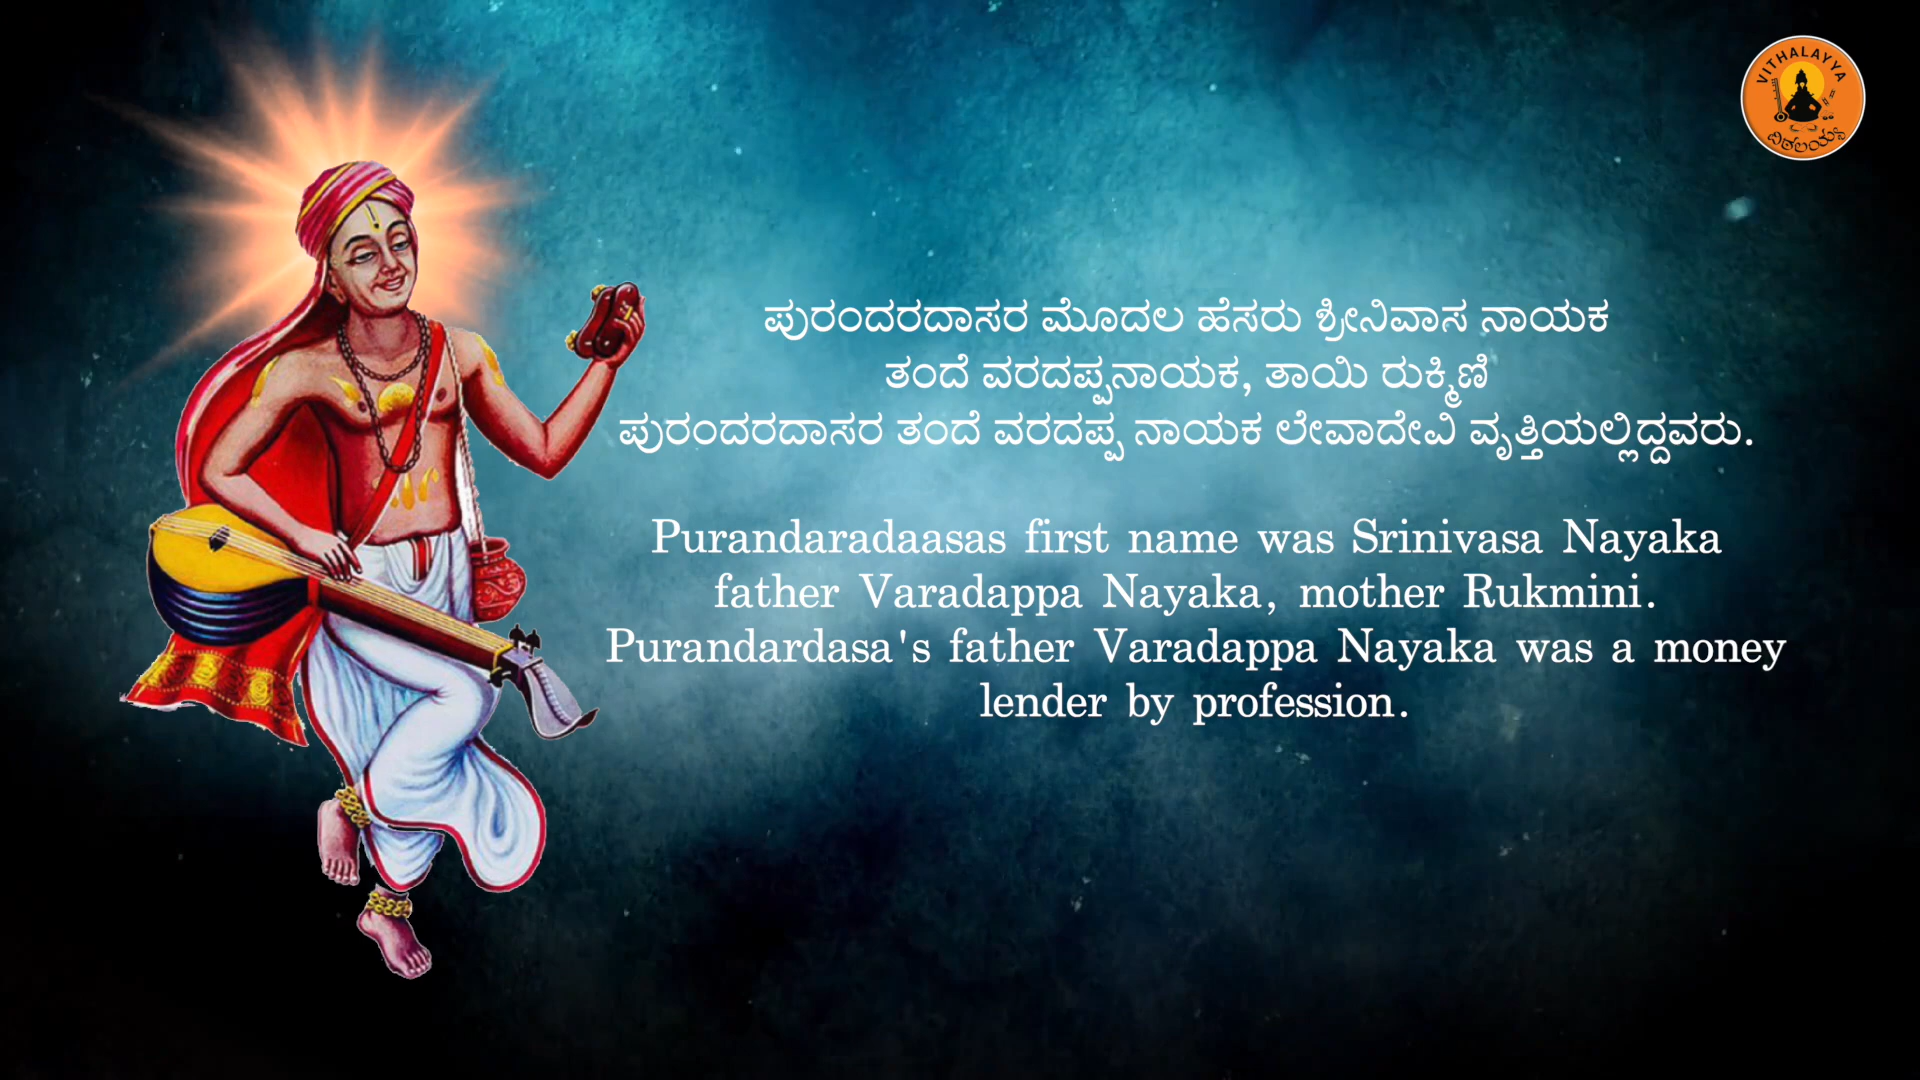 VITHALAYYA
ವಿಠಲಯ್ಯ
ಪುರಂದರದಾಸರ ಮೊದಲ ಹೆಸರು ಶ್ರೀನಿವಾಸ ನಾಯಕ
ತಂದೆ ವರದಪ್ಪನಾಯಕ, ತಾಯಿ ರುಕ್ಮಿಣಿ
ಪುರಂದರದಾಸರ ತಂದೆ ವರದಪ್ಪ ನಾಯಕ ಲೇವಾದೇವಿ ವೃತ್ತಿಯಲ್ಲಿದ್ದವರು.
Purandaradaasas first name was Srinivasa Nayaka
father Varadappa Nayaka, mother Rukmini.
Purandardasa's father Varadappa Nayaka was a money
lender by profession.